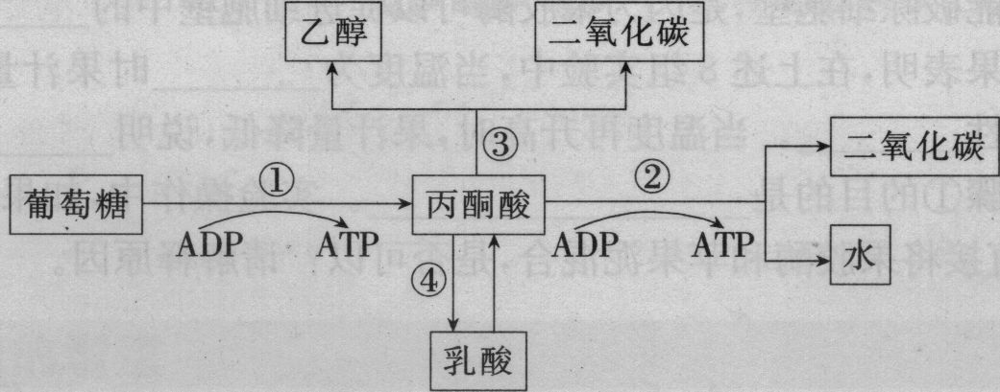 乙醇 二氧化碳
③
二氧化碳
① ②
葡萄糖 丙酮酸
ADP ATP ADP ATP
水
④
乳酸